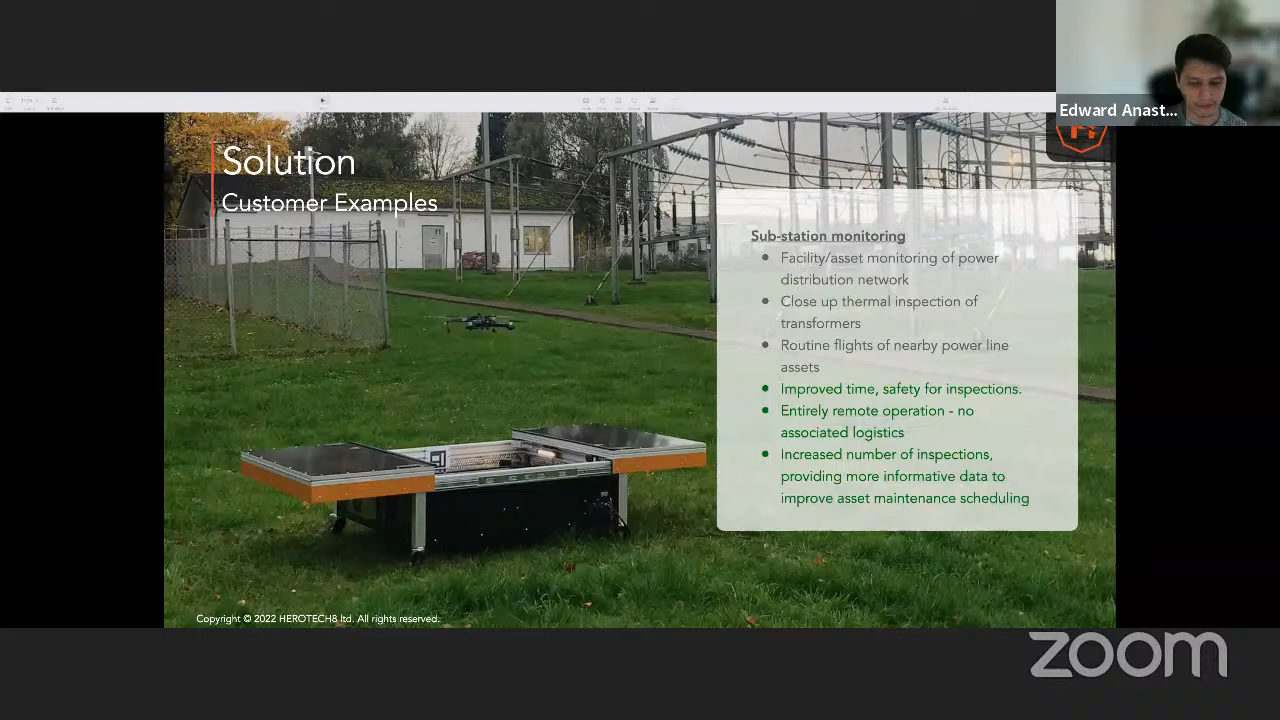 Edward Anast...
Solution
Customer Examples
Sub-station monitoring
● Facility/asset monitoring of power
distribution network
● Close up thermal inspection of
transformers
● Routine flights of nearby power line
assets
● Improved time, safety for inspections.
● Entirely remote operation - no
associated logistics
● Increased number of inspections,
providing more informative data to
improve asset maintenance scheduling
Copyright © 2022 HEROTECH8 ltd. All rights reserved.
zoom